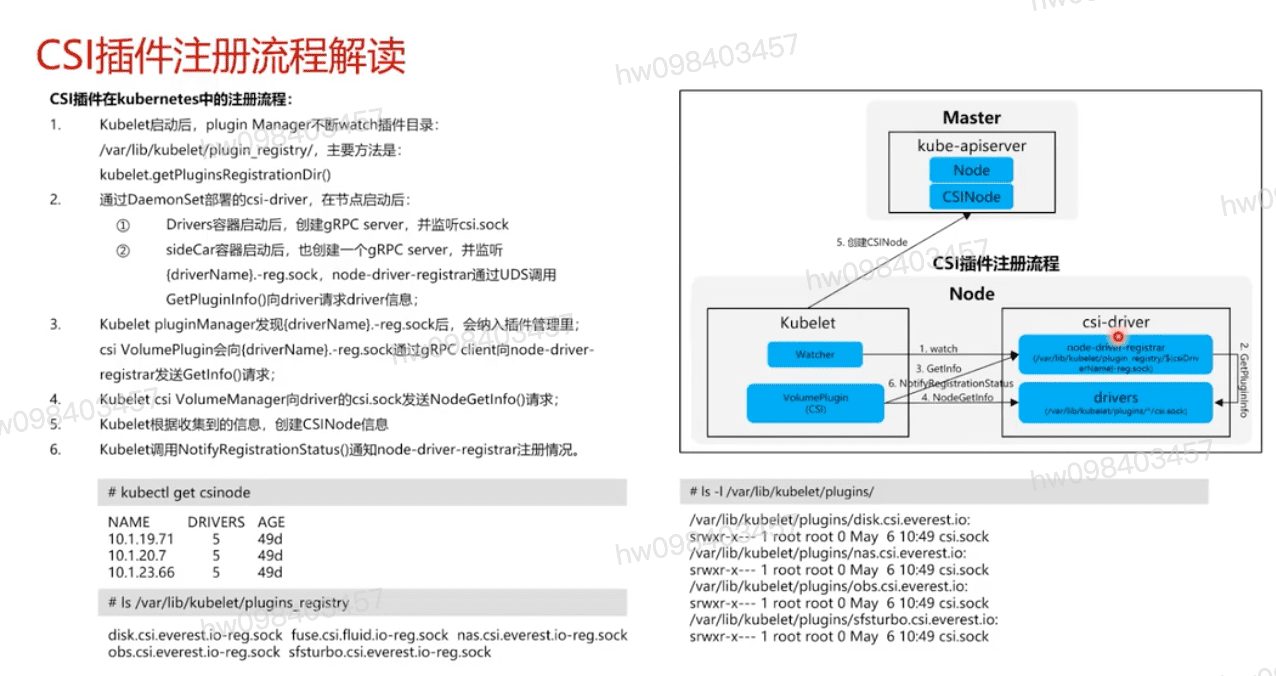 CSI插件注册流程解读
CSI插件在kubernetes中的注册流程：
1. Kubelet启动后，plugin Manager不断watch插件目录：
/var/lib/kubelet/plugin_registry/，主要方法是：
kubelet.getPluginsRegistrationDir()
2. 通过DaemonSet部署的csi-driver，在节点启动后：
① Drivers容器启动后，创建gRPC server，并监听csi.sock
② sideCar容器启动后，也创建一个gRPC server，并监听
{driverName}.-reg.sock，node-driver-registrar通过UDS调用
GetPluginInfo()向driver请求driver信息；
3. Kubelet pluginManager发现{driverName}.-reg.sock后，会纳入插件管理里；
csi VolumePlugin会向{driverName}.-reg.sock通过gRPC client向node-driver-
registrar发送GetInfo()请求；
4. Kubelet csi VolumeManager向driver的csi.sock发送NodeGetInfo()请求；
5. Kubelet根据收集到的信息，创建CSINode信息
6. Kubelet调用NotifyRegistrationStatus()通知node-driver-registrar注册情况。
# kubectl get csinode
NAME DRIVERS AGE
10.1.19.71 5 49d
10.1.20.7 5 49d
10.1.23.66 5 49d
# ls /var/lib/kubelet/plugins_registry
disk.csi.everest.io-reg.sock fuse.csi.fluid.io-reg.sock nas.csi.everest.io-reg.sock
obs.csi.everest.io-reg.sock sfsturbo.csi.everest.io-reg.sock
Master
kube-apiserver
Node
CSINode
5. 创建CSINode
CSI插件注册流程
Node
Kubelet
csi-driver
Watcher
1. watch
node-driver-registrar
(/var/lib/kubelet/plugin_registry/${csiDriv
erName}-reg.sock)
2. GetPluginInfo
3. GetInfo
6. NotifyRegistrationStatus
VolumePlugin
(CSI)
4. NodeGetInfo
drivers
(/var/lib/kubelet/plugins/*/csi.sock)
# ls -l /var/lib/kubelet/plugins/
/var/lib/kubelet/plugins/disk.csi.everest.io:
srwxr-x--- 1 root root 0 May 6 10:49 csi.sock
/var/lib/kubelet/plugins/nas.csi.everest.io:
srwxr-x--- 1 root root 0 May 6 10:49 csi.sock
/var/lib/kubelet/plugins/obs.csi.everest.io:
srwxr-x--- 1 root root 0 May 6 10:49 csi.sock
/var/lib/kubelet/plugins/sfsturbo.csi.everest.io:
srwxr-x--- 1 root root 0 May 6 10:49 csi.sock
hw098403457